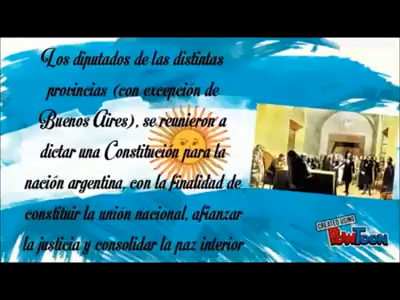 Los diputados de las distintas
provincias (con excepción de
Buenos Aires), se reunieron a
dictar una Constitución para la
nación argentina, con la finalidad de
constituir la unión nacional, afianzar
la justicia y consolidar la paz interior
CREATED USING
POWTOON